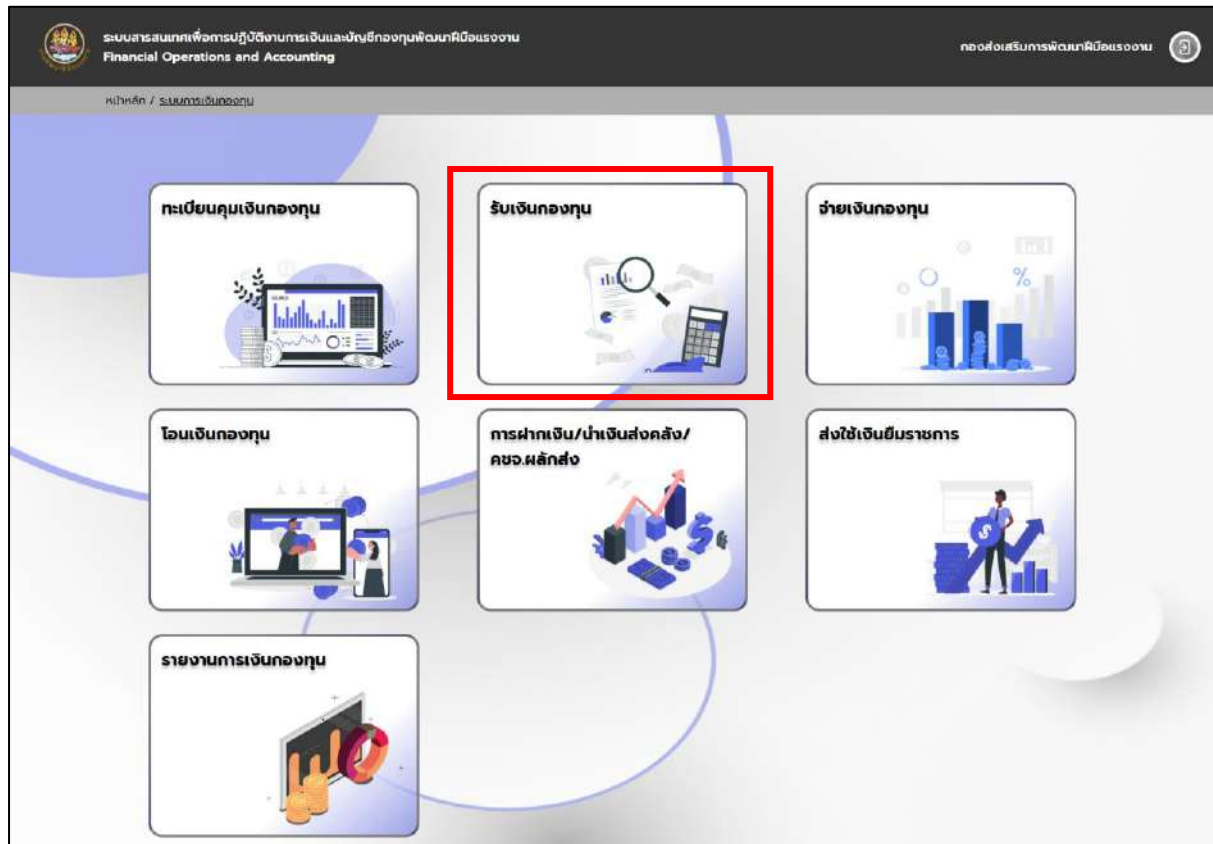 ระบบสารสนเทศเพื่อการปฏิบัติงานการเงินและบัญชีกองทุนพัฒนาฝีมือแรงงาน
Financial Operations and Accounting
กองส่งเสริมการพัฒนาฝีมือแรงงาน
หน้าหลัก / ระบบการเงินกองทุน
ทะเบียนคุมเงินกองทุน
รับเงินกองทุน
จ่ายเงินกองทุน
โอนเงินกองทุน
การฝากเงิน/นำเงินส่งคลัง/
คชจ.ผลักส่ง
ส่งใช้เงินยืมราชการ
รายงานการเงินกองทุน